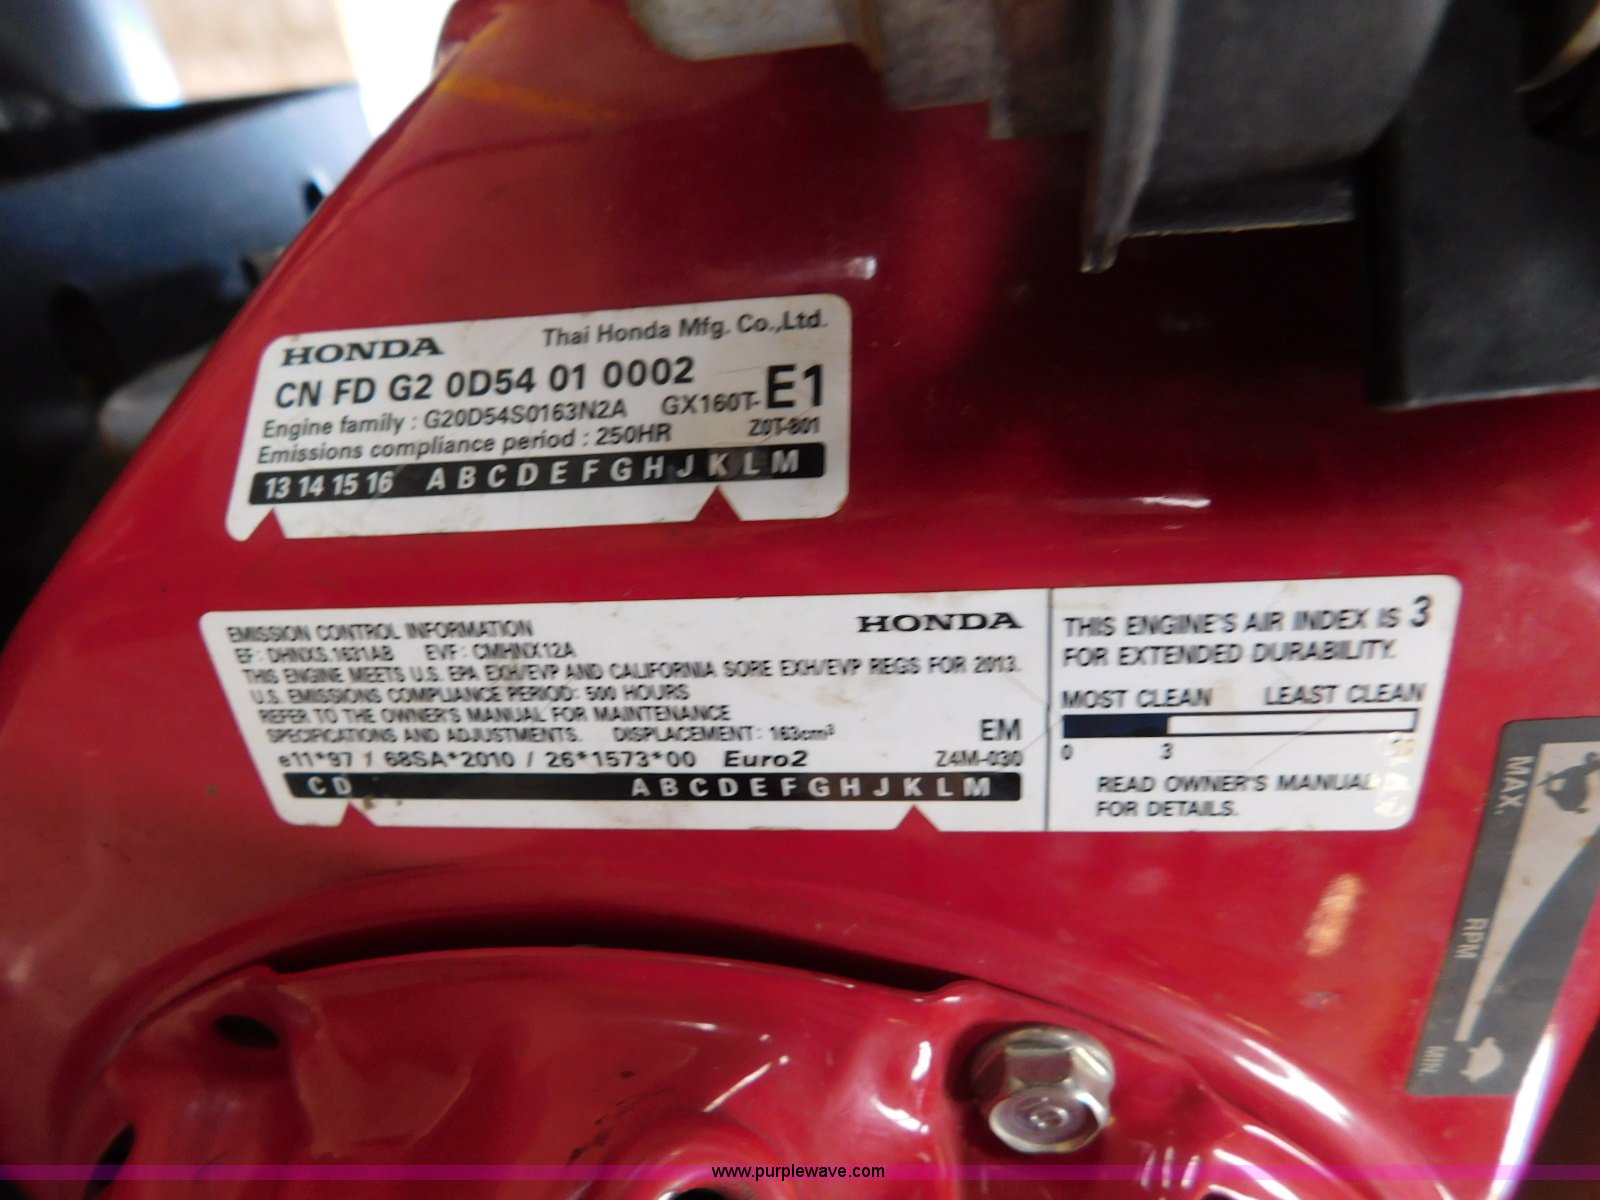 HONDA Thai Honda Mfg. Co.,Ltd.
CN FD G2 0D54 01 0002
Engine family : G20D54S0163N2A GX160T- E1
Emissions compliance period : 250HR Z0T-801
13 14 15 16 A B C D E F G H J K L M
EMISSION CONTROL INFORMATION HONDA
EF: DHNXS.1631AB EVF: CMHNX12A
THIS ENGINE MEETS U.S. EPA EXH/EVP AND CALIFORNIA SORE EXH/EVP REGS FOR 2013.
U.S. EMISSIONS COMPLIANCE PERIOD: 500 HOURS
REFER TO THE OWNER'S MANUAL FOR MAINTENANCE
SPECIFICATIONS AND ADJUSTMENTS. DISPLACEMENT: 163cm³ EM
e11*97 / 68SA*2010 / 26*1573*00 Euro2 Z4M-030
C D A B C D E F G H J K L M
THIS ENGINE'S AIR INDEX IS 3
FOR EXTENDED DURABILITY.
MOST CLEAN LEAST CLEAN
0 3
READ OWNER'S MANUAL
FOR DETAILS.
MAX.
RPM
MIN.
www.purplewave.com